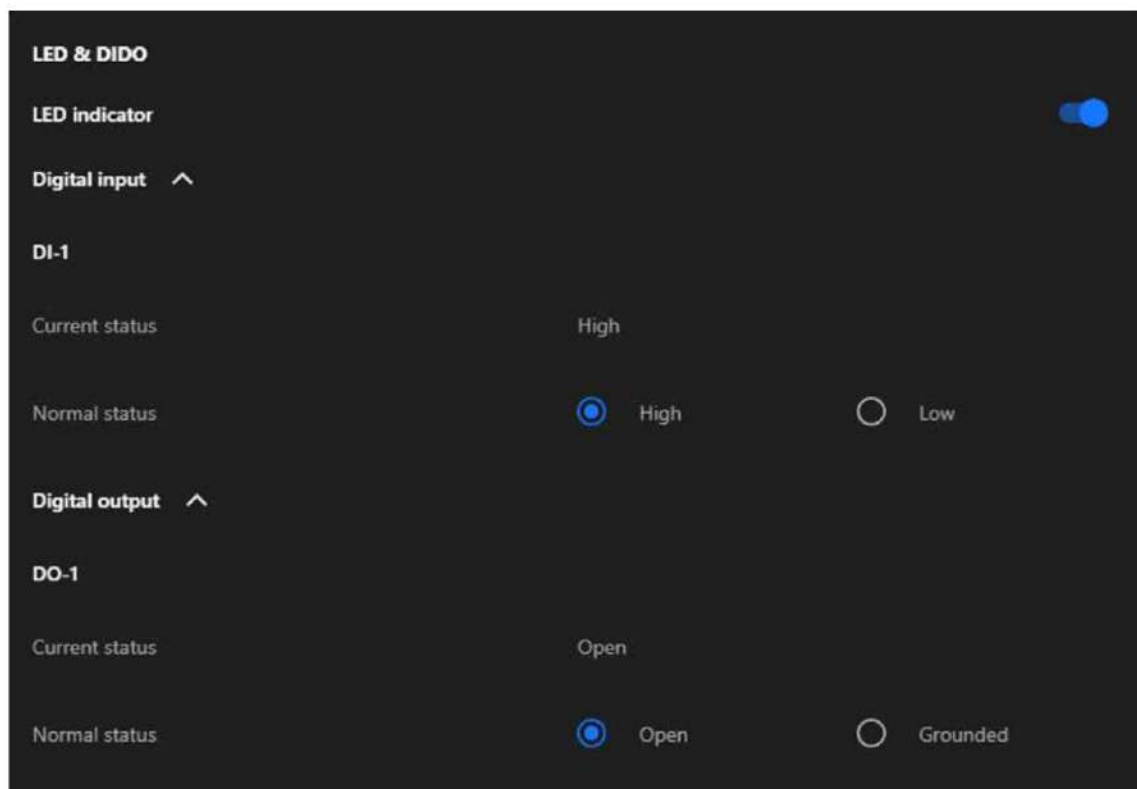 LED & DIDO
LED indicator
Digital input
DI-1
Current status High
Normal status High Low
Digital output
DO-1
Current status Open
Normal status Open Grounded